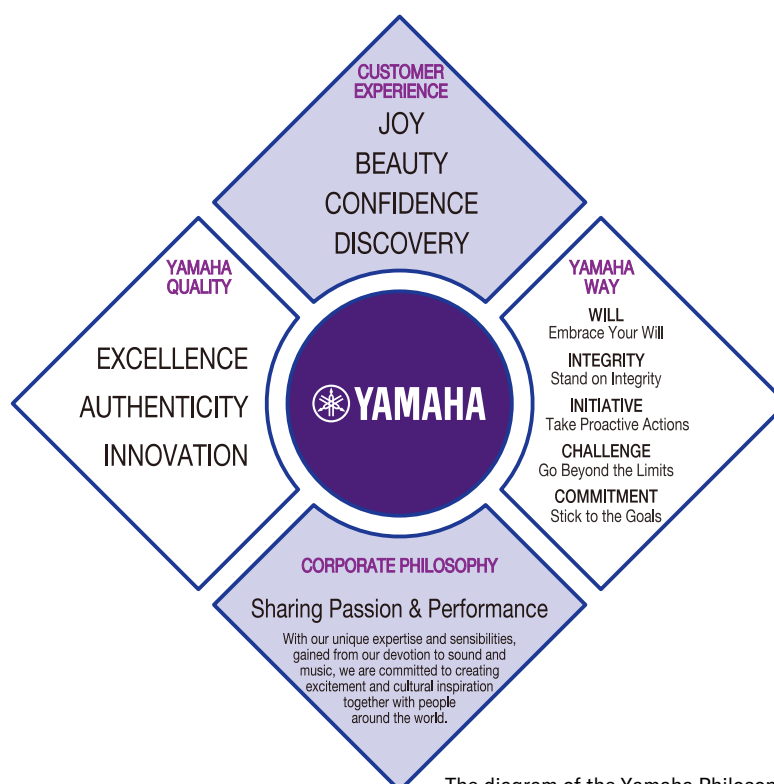 CUSTOMER
EXPERIENCE
JOY
BEAUTY
CONFIDENCE
DISCOVERY
YAMAHA
QUALITY
EXCELLENCE
AUTHENTICITY
INNOVATION
YAMAHA
YAMAHA
WAY
WILL
Embrace Your Will
INTEGRITY
Stand on Integrity
INITIATIVE
Take Proactive Actions
CHALLENGE
Go Beyond the Limits
COMMITMENT
Stick to the Goals
CORPORATE PHILOSOPHY
Sharing Passion & Performance
With our unique expertise and sensibilities,
gained from our devotion to sound and
music, we are committed to creating
excitement and cultural inspiration
together with people
around the world.
The diagram of the Yamaha